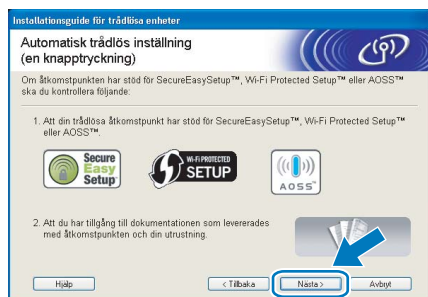 Installationsguide för trådlösa enheter
Automatisk trådlös inställning
(en knapptryckning)
Om åtkomstpunkten har stöd för SecureEasySetup™, Wi-Fi Protected Setup™ eller AOSS™
ska du kontrollera följande:
1. Att din trådlösa åtkomstpunkt har stöd för SecureEasySetup™, Wi-Fi Protected Setup™
eller AOSS™.
Secure
Easy
Setup
Wi-Fi PROTECTED
SETUP
AOSS™
2. Att du har tillgång till dokumentationen som levererades
med åtkomstpunkten och din utrustning.
Hjälp
< Tillbaka
Nästa >
Avbryt